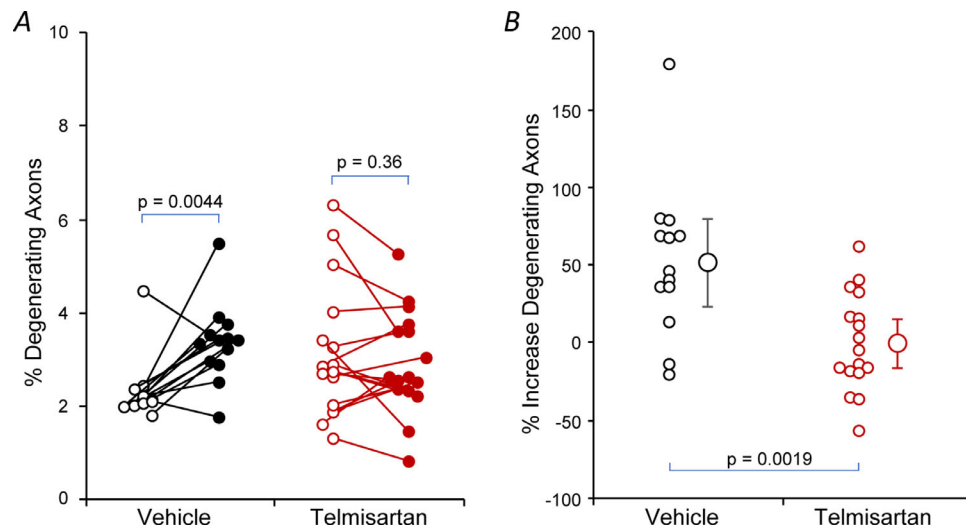 A
% Degenerating Axons
10
8
6
4
2
0
p = 0.0044
p = 0.36
Vehicle
Telmisartan
B
% Increase Degenerating Axons
200
150
100
50
0
-50
-100
p = 0.0019
Vehicle
Telmisartan